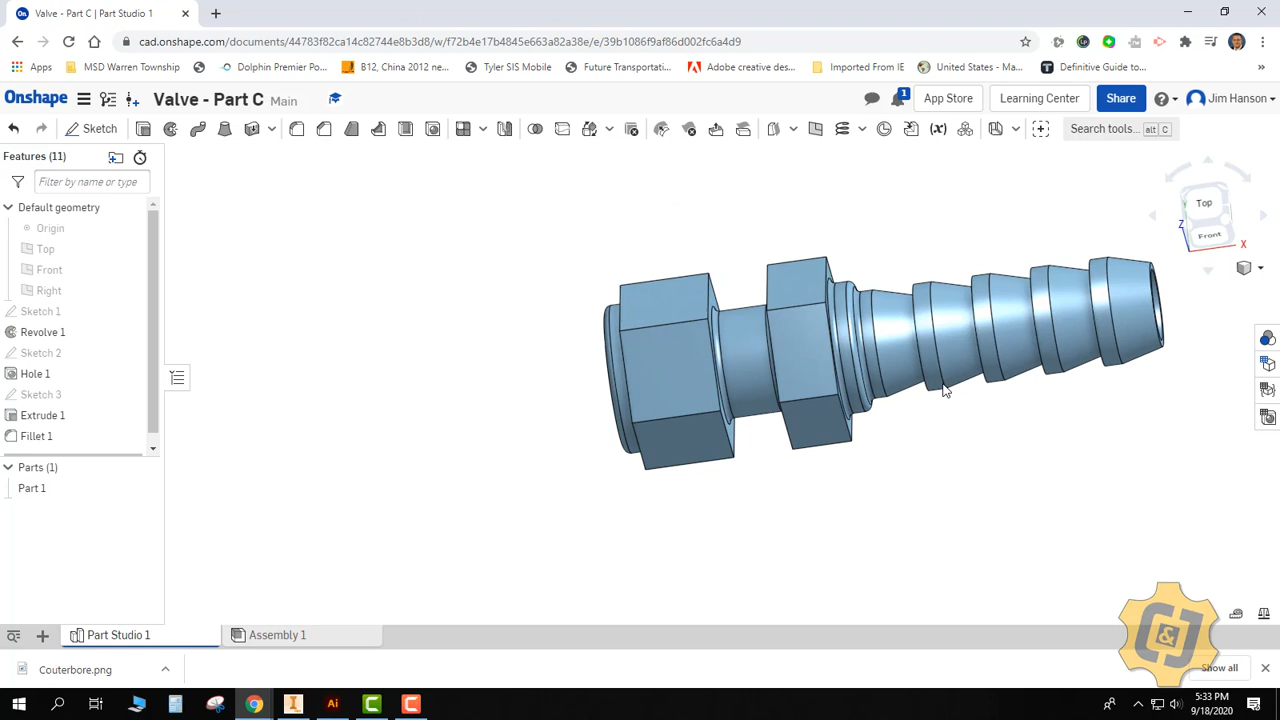 Valve - Part C | Part Studio 1
cad.onshape.com/documents/44783f82ca14c82744e8b3d8/w/f72b4e17b4845e663a82a38e/e/39b1086f9af86d002fc6a4d9
Apps MSD Warren Township Dolphin Premier Po... B12, China 2012 ne... Tyler SIS Mobile Future Transportati... Adobe creative des... Imported From IE United States - Ma... Definitive Guide to... »
Onshape Valve - Part C Main 1 App Store Learning Center Share Jim Hanson
Sketch Search tools... alt C
Features (11)
Filter by name or type
Default geometry
Origin
Top
Front
Right
Sketch 1
Revolve 1
Sketch 2
Hole 1
Sketch 3
Extrude 1
Fillet 1
Parts (1)
Part 1
Top
Front
Z
X
Y
Part Studio 1 Assembly 1
Couterbore.png Show all
J&J
5:33 PM
9/18/2020